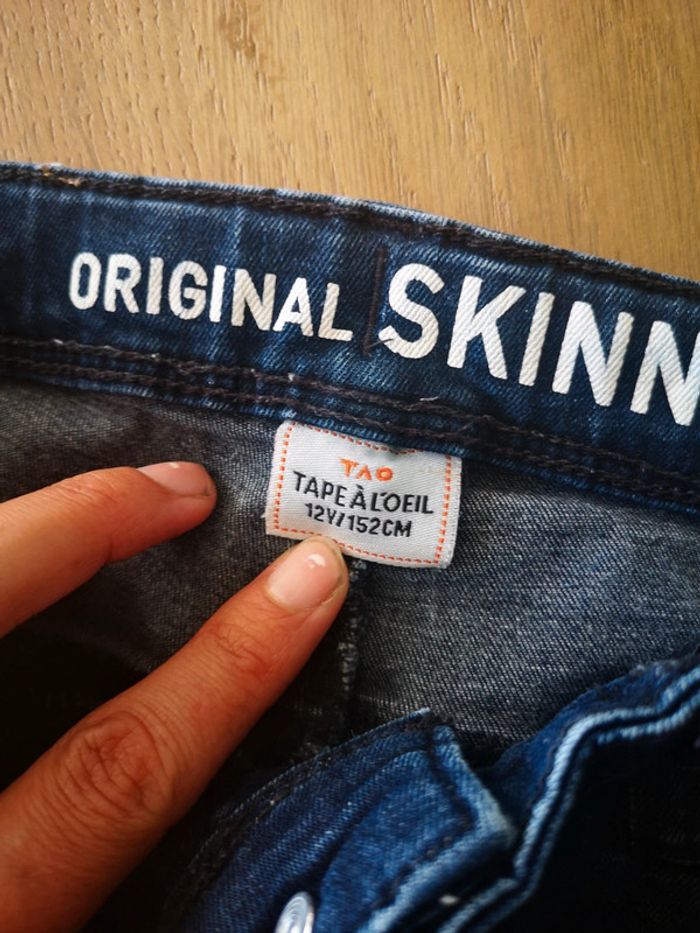 ORIGINAL SKINN
TAO
TAPE À L'OEIL
12Y/152CM